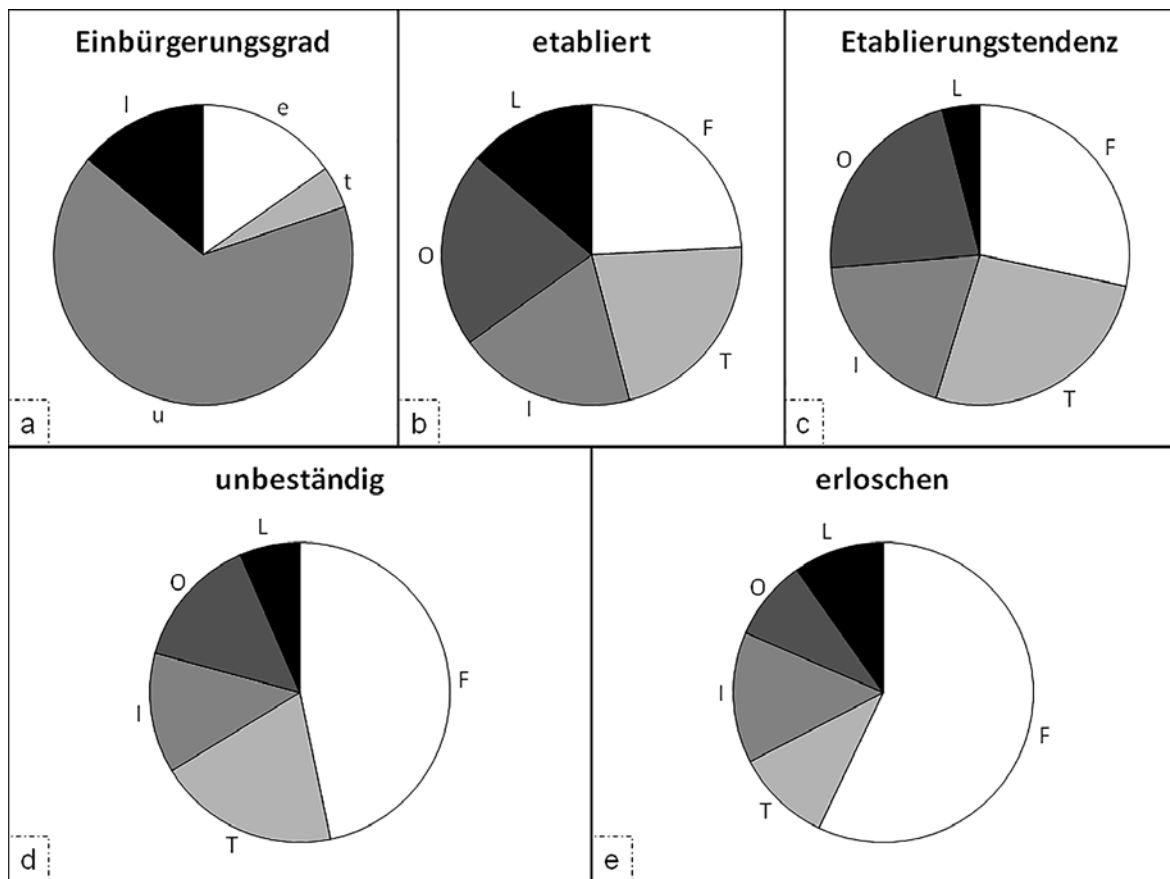 Einbürgerungsgrad
l
e
t
u
a
etabliert
L
F
O
T
I
b
Etablierungstendenz
L
F
O
I
T
c
unbeständig
L
O
F
I
T
d
erloschen
L
O
I
F
T
e